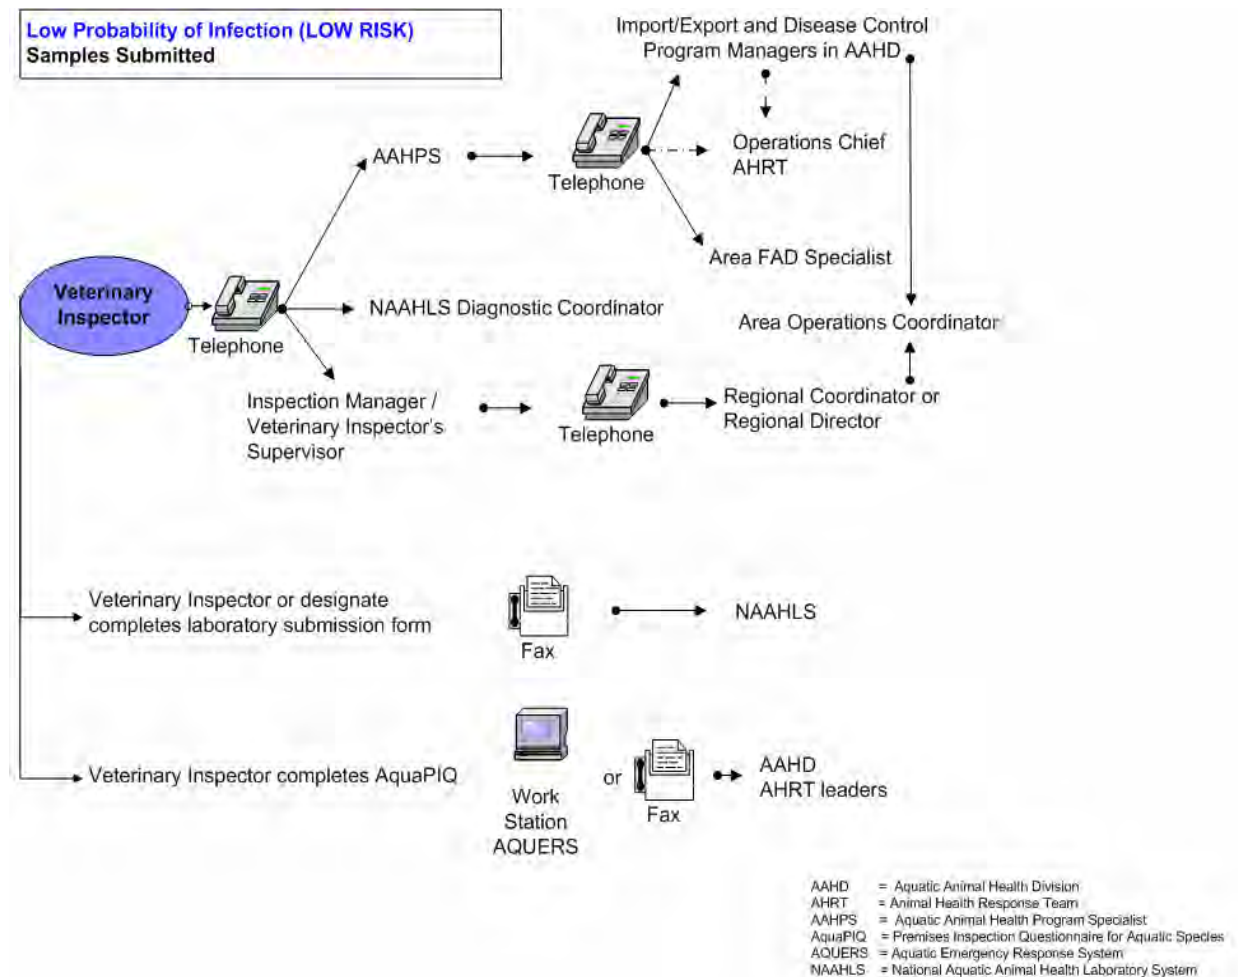 Low Probability of Infection (LOW RISK)
Samples Submitted
Import/Export and Disease Control
Program Managers in AAHD
AAHPS
Telephone
Operations Chief
AHRT
Area FAD Specialist
Veterinary
Inspector
Telephone
NAAHLS Diagnostic Coordinator
Area Operations Coordinator
Inspection Manager /
Veterinary Inspector's
Supervisor
Telephone
Regional Coordinator or
Regional Director
Veterinary Inspector or designate
completes laboratory submission form
Fax
NAAHLS
Veterinary Inspector completes AquaPIQ
Work
Station
AQUERS
or
Fax
AAHD
AHRT leaders
AAHD = Aquatic Animal Health Division
AHRT = Animal Health Response Team
AAHPS = Aquatic Animal Health Program Specialist
AquaPIQ = Premises Inspection Questionnaire for Aquatic Species
AQUERS = Aquatic Emergency Response System
NAAHLS = National Aquatic Animal Health Laboratory System